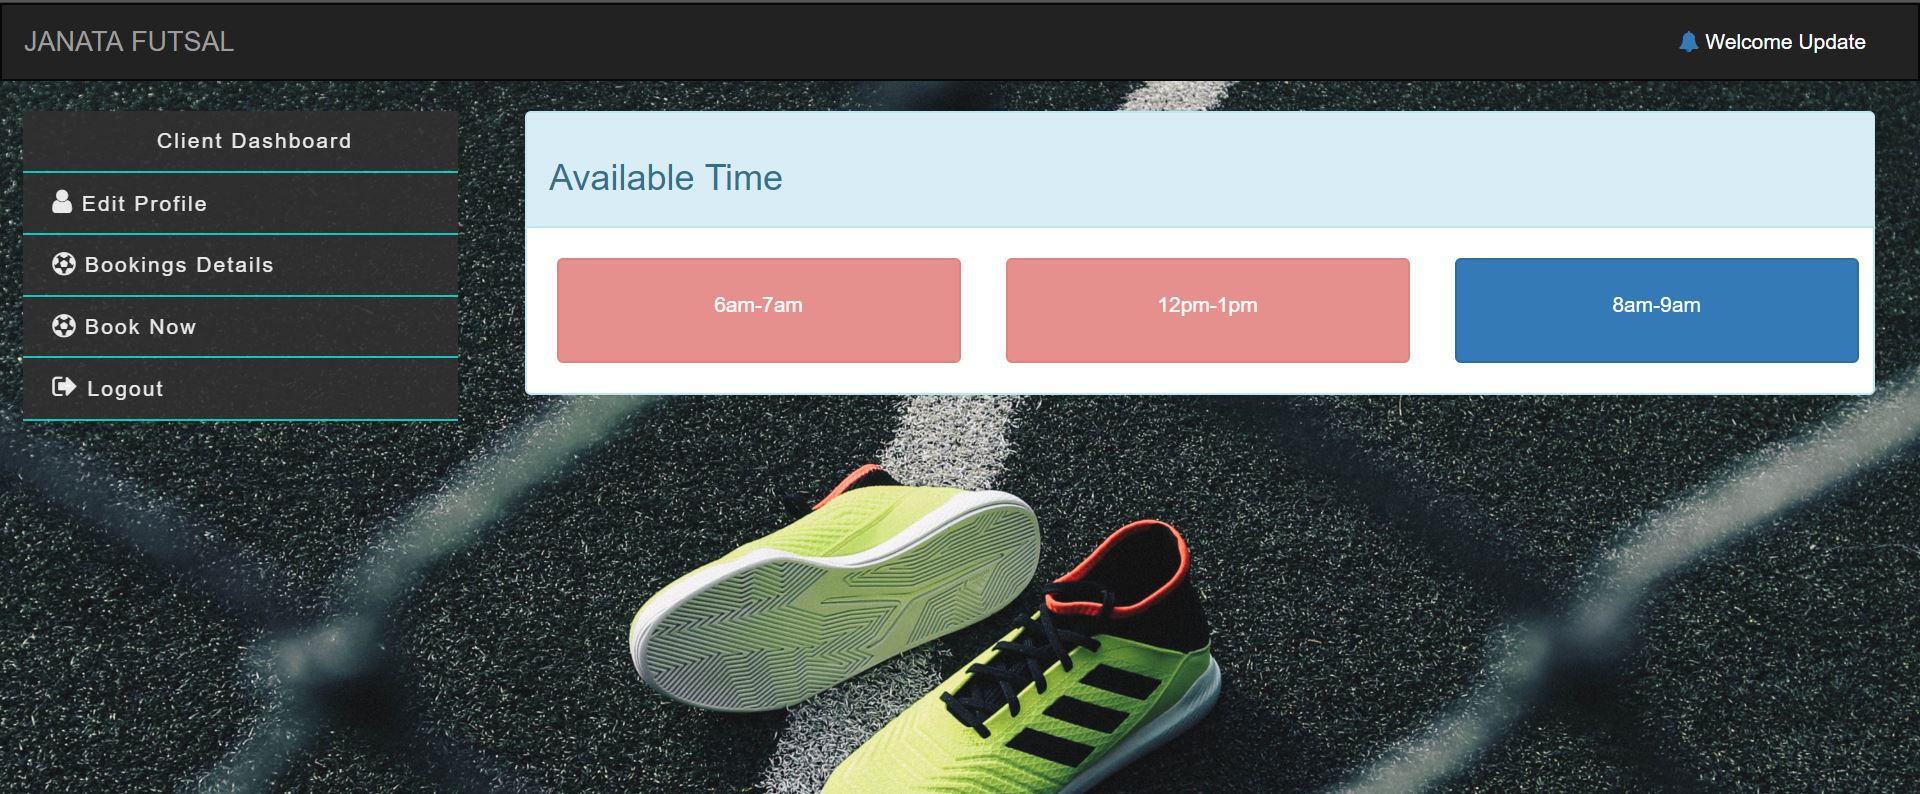 JANATA FUTSAL
Welcome Update
Client Dashboard
Edit Profile
Bookings Details
Book Now
Logout
Available Time
6am-7am
12pm-1pm
8am-9am